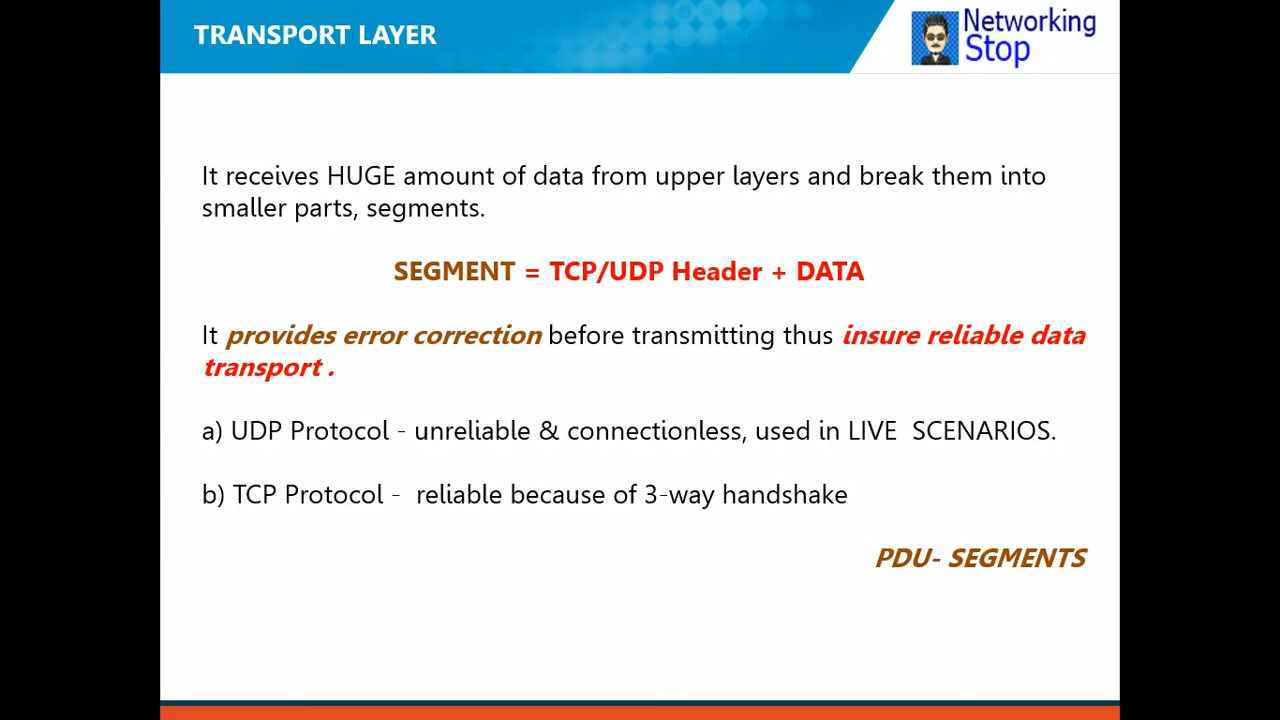 TRANSPORT LAYER
Networking
Stop
It receives HUGE amount of data from upper layers and break them into
smaller parts, segments.
SEGMENT = TCP/UDP Header + DATA
It provides error correction before transmitting thus insure reliable data
transport .
a) UDP Protocol - unreliable & connectionless, used in LIVE  SCENARIOS.
b) TCP Protocol -  reliable because of 3-way handshake
PDU- SEGMENTS